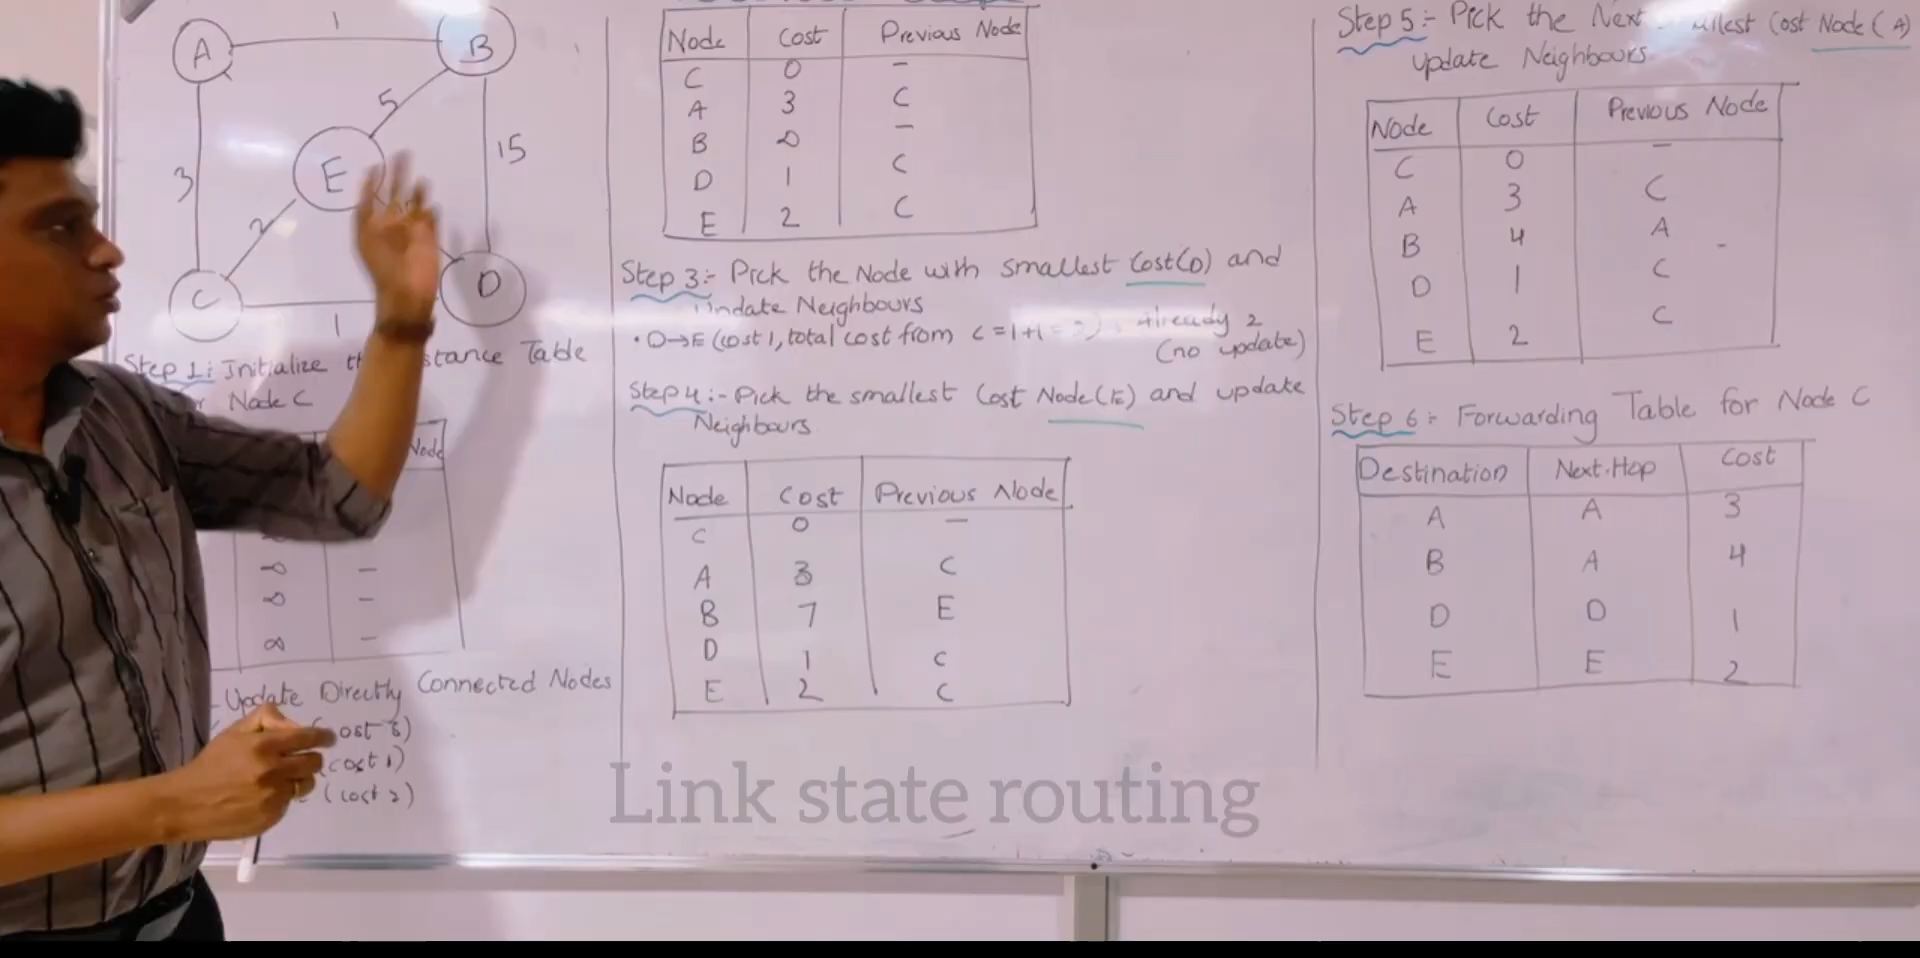 A
1
B
5
15
E
3
2
C
1
D
Step 1: Initialize
Table
Node C
Node
∞ -
∞ -
∞ -
Update Directly Connected Nodes
(cost 1)
(cost 2)
Node Cost Previous Node
C 0 -
A 3 C
B ∞ -
D 1 C
E 2 C
Step 3:- Pick the Node with smallest Cost(D) and
Update Neighbours
• D→E (cost 1, total cost from C = 1+1 = 2) : Already 2
(no update)
Step 4:- Pick the smallest Cost Node(E) and update
Neighbours
Node Cost Previous Node
C 0 -
A 3 C
B 7 E
D 1 C
E 2 C
Step 5:- Pick the Next Cost Node (A)
Update Neighbours
Node Cost Previous Node
C 0 -
A 3 C
B 4 A
D 1 C
E 2 C
Step 6:- Forwarding Table for Node C
Destination Next.Hop Cost
A A 3
B A 4
D D 1
E E 2
Link state routing